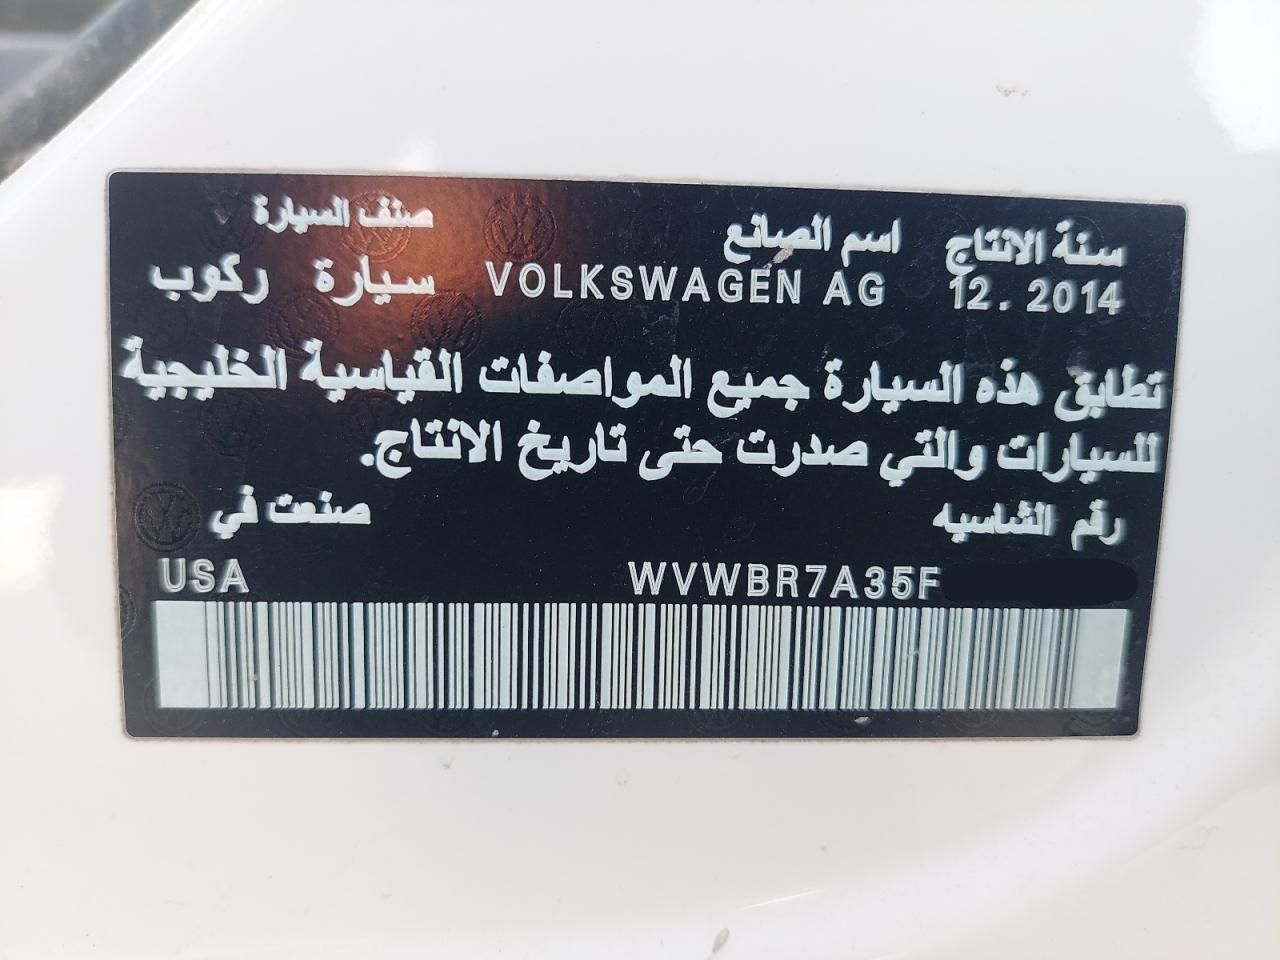 سنة الانتاج اسم الصانع صنف السيارة
12.2014 VOLKSWAGEN AG سيارة ركوب
تطابق هذه السيارة جميع المواصفات القياسية الخليجية
للسيارات والتي صدرت حتى تاريخ الانتاج.
رقم الشاسيه صنعت في
WVWBR7A35F USA